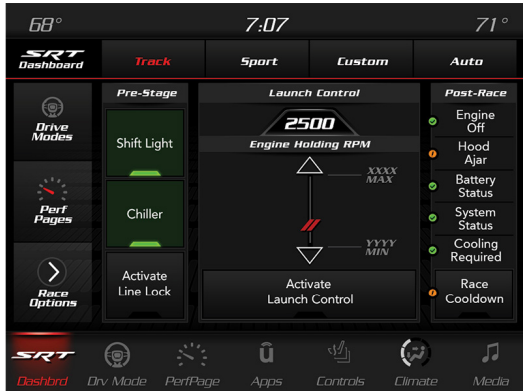 68°
7:07
71°
SRT
Dashboard
Track
Sport
Custom
Auto
Drive
Modes
Perf
Pages
Race
Options
Pre-Stage
Shift Light
Chiller
Activate
Line Lock
Launch Control
2500
Engine Holding RPM
XXXX
MAX
YYYY
MIN
Activate
Launch Control
Post-Race
Engine
Off
Hood
Ajar
Battery
Status
System
Status
Cooling
Required
Race
Cooldown
SRT
Dashbrd
Drv Mode
PerfPage
Apps
Controls
Climate
Media